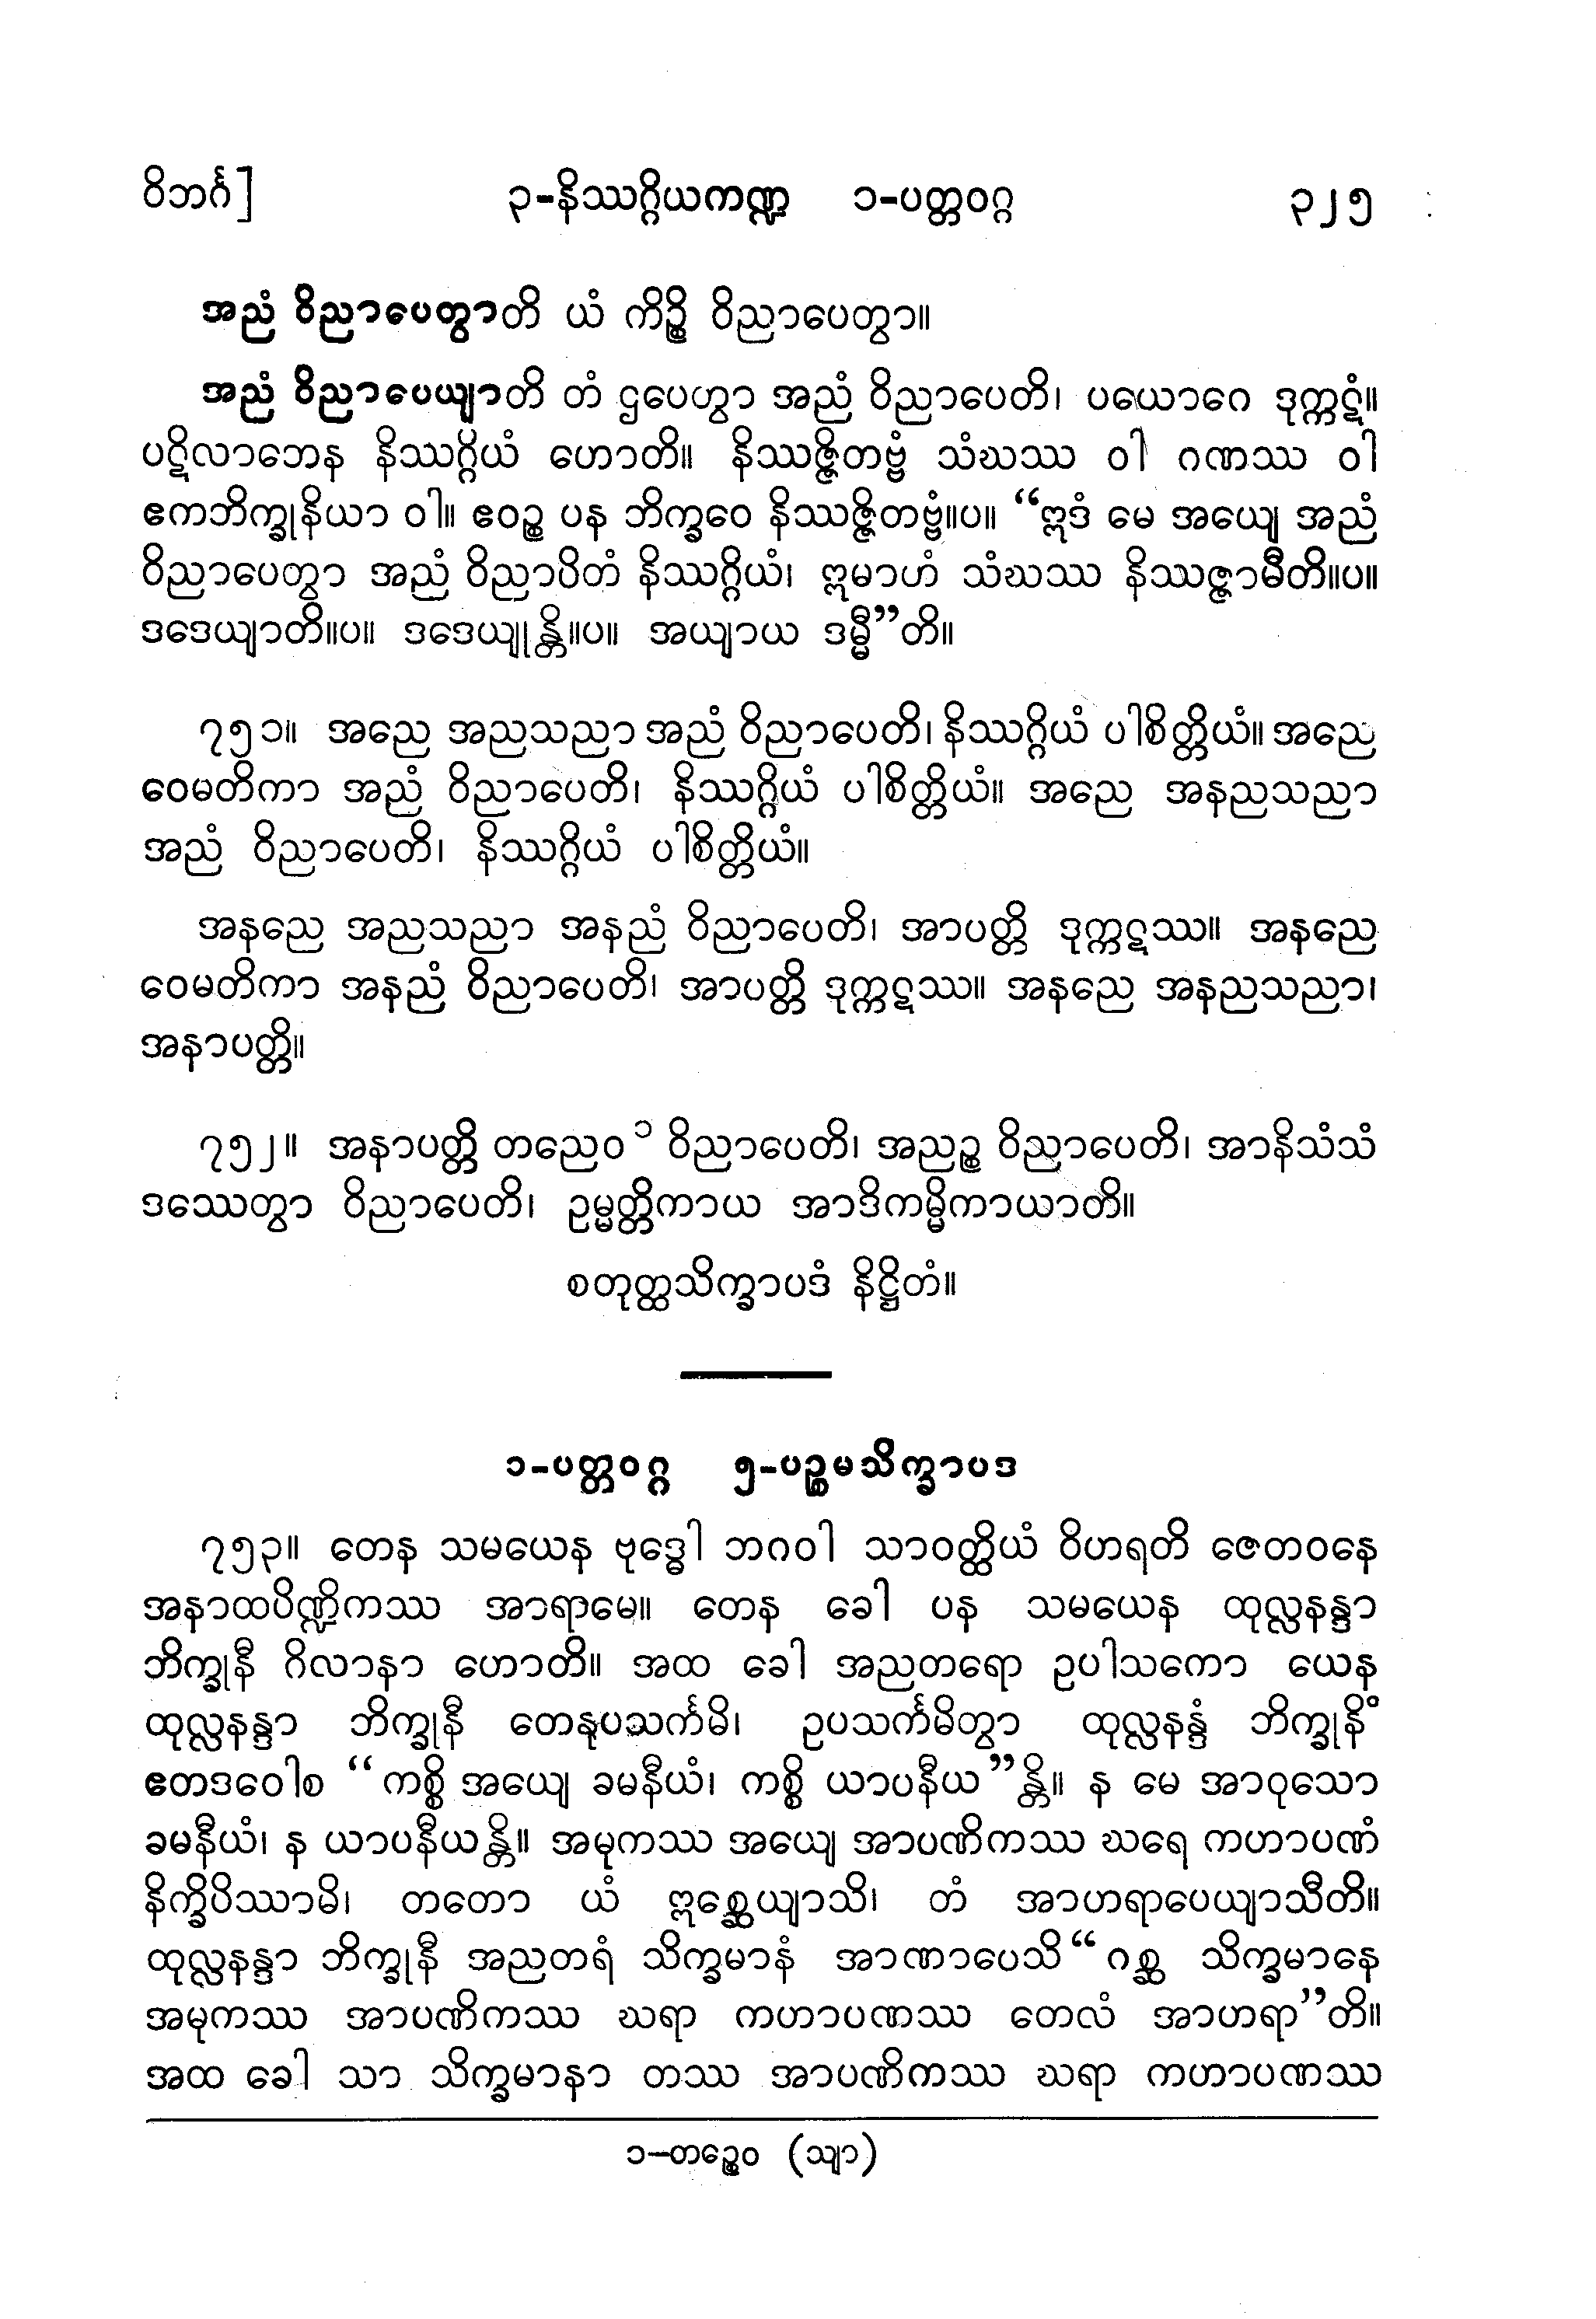 ဝိဘင်္ဂ] ၃-နိဿဂ္ဂိယကဏ္ဍ ၁-ပတ္တဝဂ္ဂ ၃၂၅
အညံ ဝိညာပေတွာတိ ယံ ကိဉ္စိ ဝိညာပေတွာ။
အညံ ဝိညာပေယျာတိ တံ ဌပေတွာ အညံ ဝိညာပေတိ၊ ပယောဂေ ဒုက္ကဋံ။
ပဋိလာဘေန နိဿဂ္ဂိယံ ဟောတိ။ နိဿဇ္ဇိတဗ္ဗံ သံဃဿ ဝါ ဂဏဿ ဝါ
ဧကဘိက္ခုနိယာ ဝါ။ ဧဝဉ္စ ပန ဘိက္ခဝေ နိဿဇ္ဇိတဗ္ဗံ။ပ။ “ဣဒံ မေ အယျေ အညံ
ဝိညာပေတွာ အညံ ဝိညာပိတံ နိဿဂ္ဂိယံ၊ ဣမာဟံ သံဃဿ နိဿဇ္ဇာမီတိ။ပ။
ဒဒေယျာတိ။ပ။ ဒဒေယျုန္တိ။ပ။ အယျာယ ဒမ္မီ”တိ။
၇၅၁။ အညေ အညသညာ အညံ ဝိညာပေတိ၊ နိဿဂ္ဂိယံ ပါစိတ္တိယံ။ အညေ
ဝေမတိကာ အညံ ဝိညာပေတိ၊ နိဿဂ္ဂိယံ ပါစိတ္တိယံ။ အညေ အနညသညာ
အညံ ဝိညာပေတိ၊ နိဿဂ္ဂိယံ ပါစိတ္တိယံ။
အနညေ အညသညာ အနညံ ဝိညာပေတိ၊ အာပတ္တိ ဒုက္ကဋဿ။ အနညေ
ဝေမတိကာ အနညံ ဝိညာပေတိ၊ အာပတ္တိ ဒုက္ကဋဿ။ အနညေ အနညသညာ၊
အနာပတ္တိ။
၇၅၂။ အနာပတ္တိ တညေဝ ၁ ဝိညာပေတိ၊ အညဉ္စ ဝိညာပေတိ၊ အာနိသံသံ
ဒဿေတွာ ဝိညာပေတိ၊ ဥမ္မတ္တိကာယ အာဒိကမ္မိကာယာတိ။
စတုတ္ထသိက္ခာပဒံ နိဋ္ဌိတံ။
၁-ပတ္တဝဂ္ဂ ၅-ပဉ္စမသိက္ခာပဒ
၇၅၃။ တေန သမယေန ဗုဒ္ဓေါ ဘဂဝါ သာဝတ္ထိယံ ဝိဟရတိ ဇေတဝနေ
အနာထပိဏ္ဍိကဿ အာရာမေ။ တေန ခေါ ပန သမယေန ထုလ္လနန္ဒာ
ဘိက္ခုနီ ဂိလာနာ ဟောတိ။ အထ ခေါ အညတရော ဥပါသကော ယေန
ထုလ္လနန္ဒာ ဘိက္ခုနီ တေနုပသင်္ကမိ၊ ဥပသင်္ကမိတွာ ထုလ္လနန္ဒံ ဘိက္ခုနိံ
ဧတဒဝေါစ “ကစ္စိ အယျေ ခမနီယံ၊ ကစ္စိ ယာပနီယ”န္တိ။ န မေ အာဝုသော
ခမနီယံ၊ န ယာပနီယန္တိ။ အမုကဿ အယျေ အာပဏိကဿ ဃရေ ကဟာပဏံ
နိက္ခိပိဿာမိ၊ တတော ယံ ဣစ္ဆေယျာသိ၊ တံ အာဟရာပေယျာသီတိ။
ထုလ္လနန္ဒာ ဘိက္ခုနီ အညတရံ သိက္ခမာနံ အာဏာပေသိ “ဂစ္ဆ သိက္ခမာနေ
အမုကဿ အာပဏိကဿ ဃရာ ကဟာပဏဿ တေလံ အာဟရာ”တိ။
အထ ခေါ သာ သိက္ခမာနာ တဿ အာပဏိကဿ ဃရာ ကဟာပဏဿ
၁-တဉ္စေဝ (သျာ)